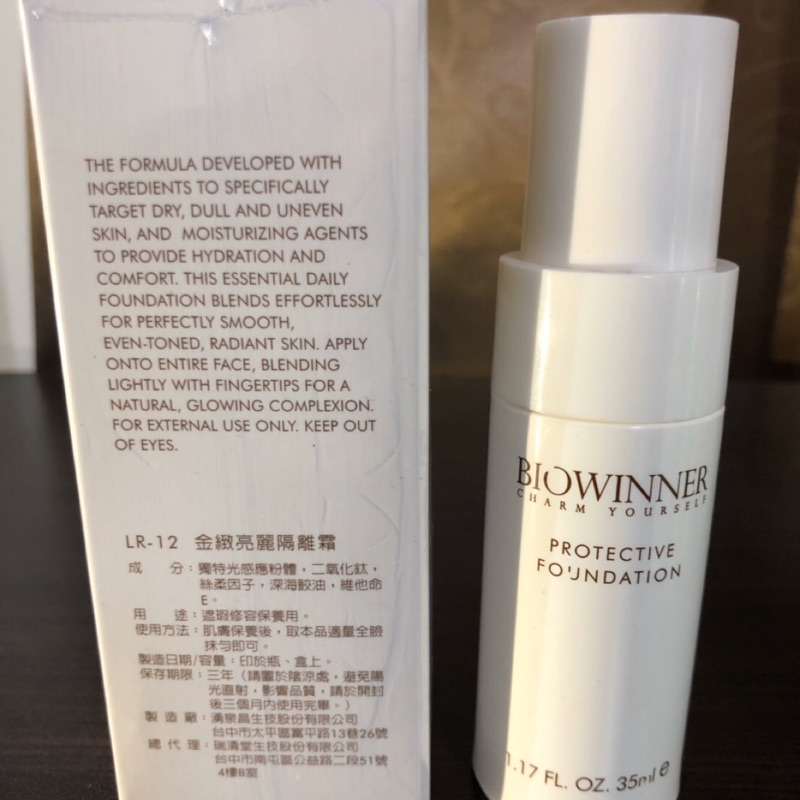 THE FORMULA DEVELOPED WITH
INGREDIENTS TO SPECIFICALLY
TARGET DRY, DULL AND UNEVEN
SKIN, AND MOISTURIZING AGENTS
TO PROVIDE HYDRATION AND
COMFORT. THIS ESSENTIAL DAILY
FOUNDATION BLENDS EFFORTLESSLY
FOR PERFECTLY SMOOTH,
EVEN-TONED, RADIANT SKIN. APPLY
ONTO ENTIRE FACE, BLENDING
LIGHTLY WITH FINGERTIPS FOR A
NATURAL, GLOWING COMPLEXION.
FOR EXTERNAL USE ONLY. KEEP OUT
OF EYES.
LR-12 金緻亮麗隔離霜
成 分：獨特光感應粉體，二氧化鈦，
絲柔因子，深海鮫油，維他命
E。
用 途：遮瑕修容保養用。
使用方法：肌膚保養後，取本品適量全臉
抹勻即可。
製造日期/容量：印於瓶、盒上。
保存期限：三年（請置於陰涼處，避免陽
光直射，影響品質，請於開封
後三個月內使用完畢。）
製 造 廠：湧泉昌生技股份有限公司
台中市太平區富平路13巷26號
總 代 理：瑞清堂生技股份有限公司
台中市南屯區公益路二段51號
4樓B室
BIOWINNER
CHARM YOURSELF
PROTECTIVE
FOUNDATION
1.17 FL. OZ. 35ml e